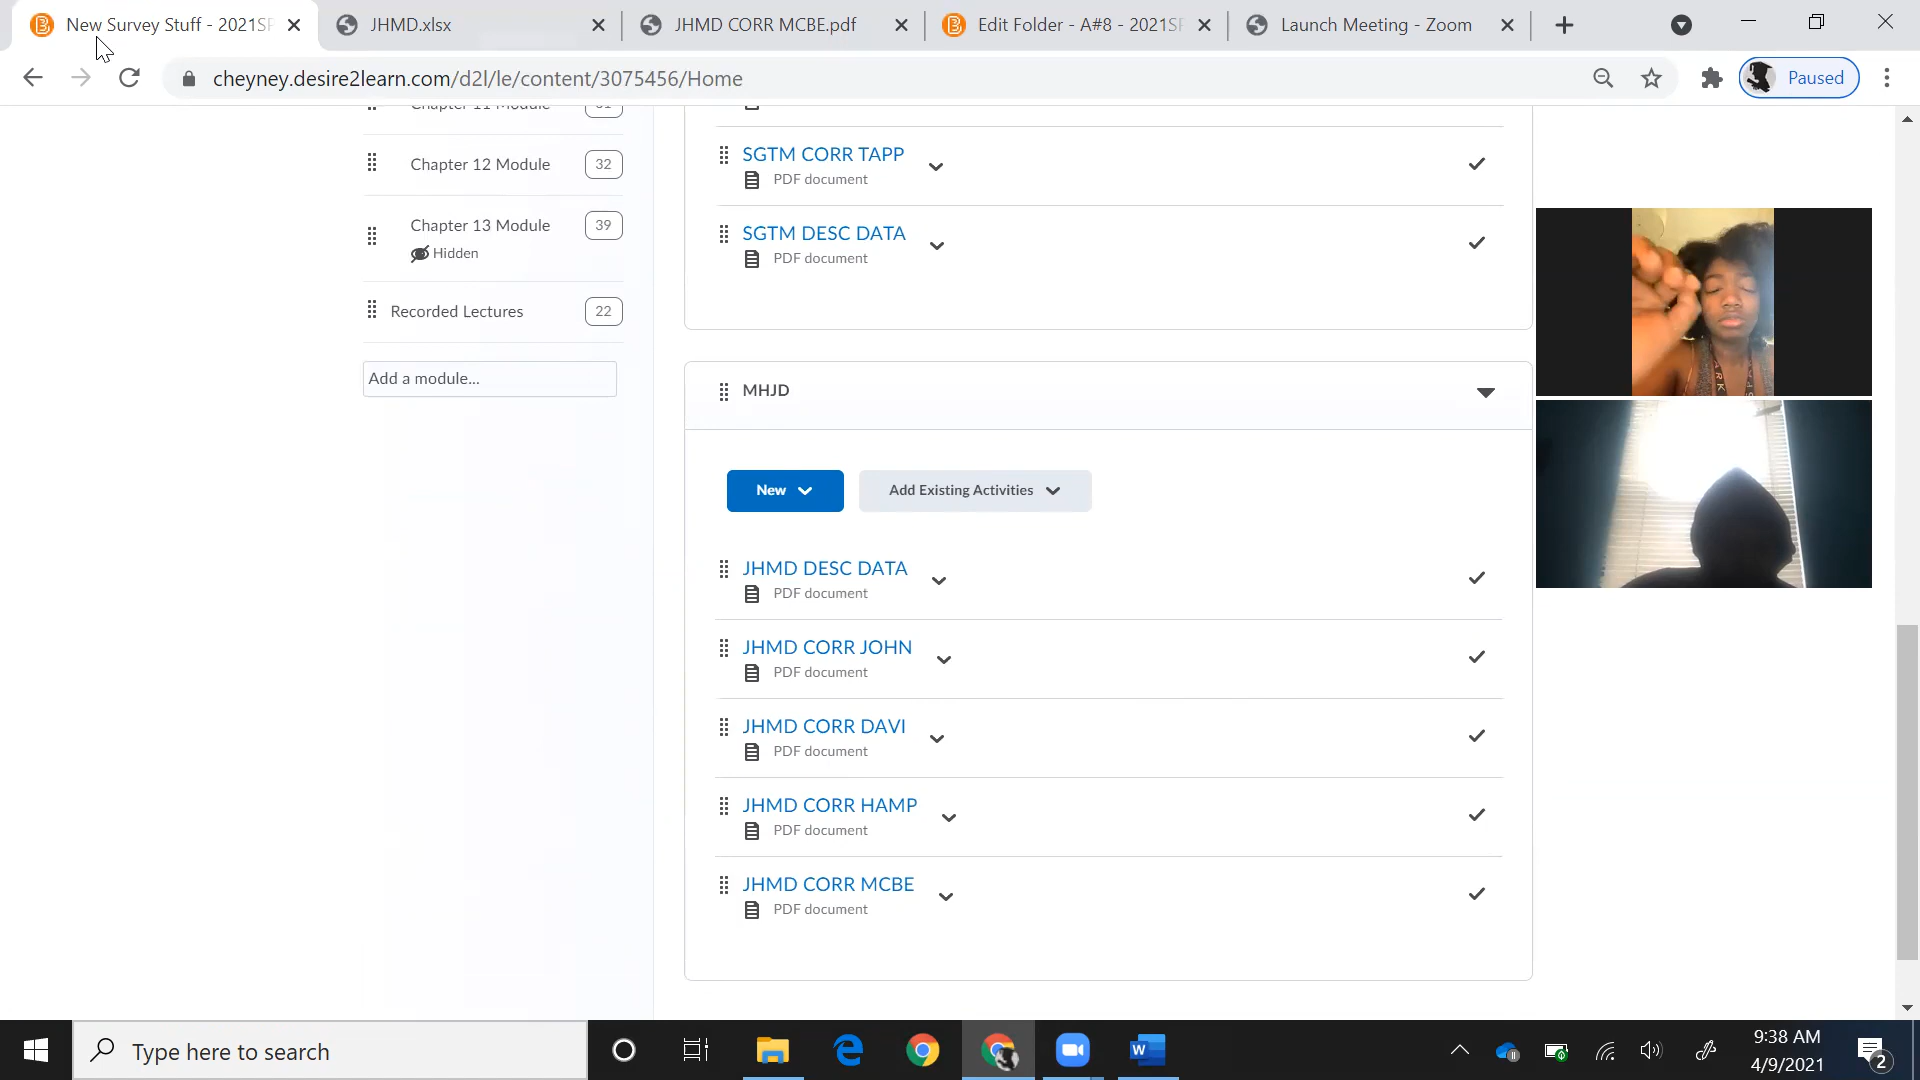 New Survey Stuff - 2021SP
JHMD.xlsx
JHMD CORR MCBE.pdf
Edit Folder - A#8 - 2021SP
Launch Meeting - Zoom
cheyney.desire2learn.com/d2l/le/content/3075456/Home
Paused
Chapter 11 Module
Chapter 12 Module 32
Chapter 13 Module 39
Hidden
Recorded Lectures 22
Add a module...
SGTM CORR TAPP
PDF document
SGTM DESC DATA
PDF document
MHJD
New
Add Existing Activities
JHMD DESC DATA
PDF document
JHMD CORR JOHN
PDF document
JHMD CORR DAVI
PDF document
JHMD CORR HAMP
PDF document
JHMD CORR MCBE
PDF document
Type here to search
9:38 AM
4/9/2021
2